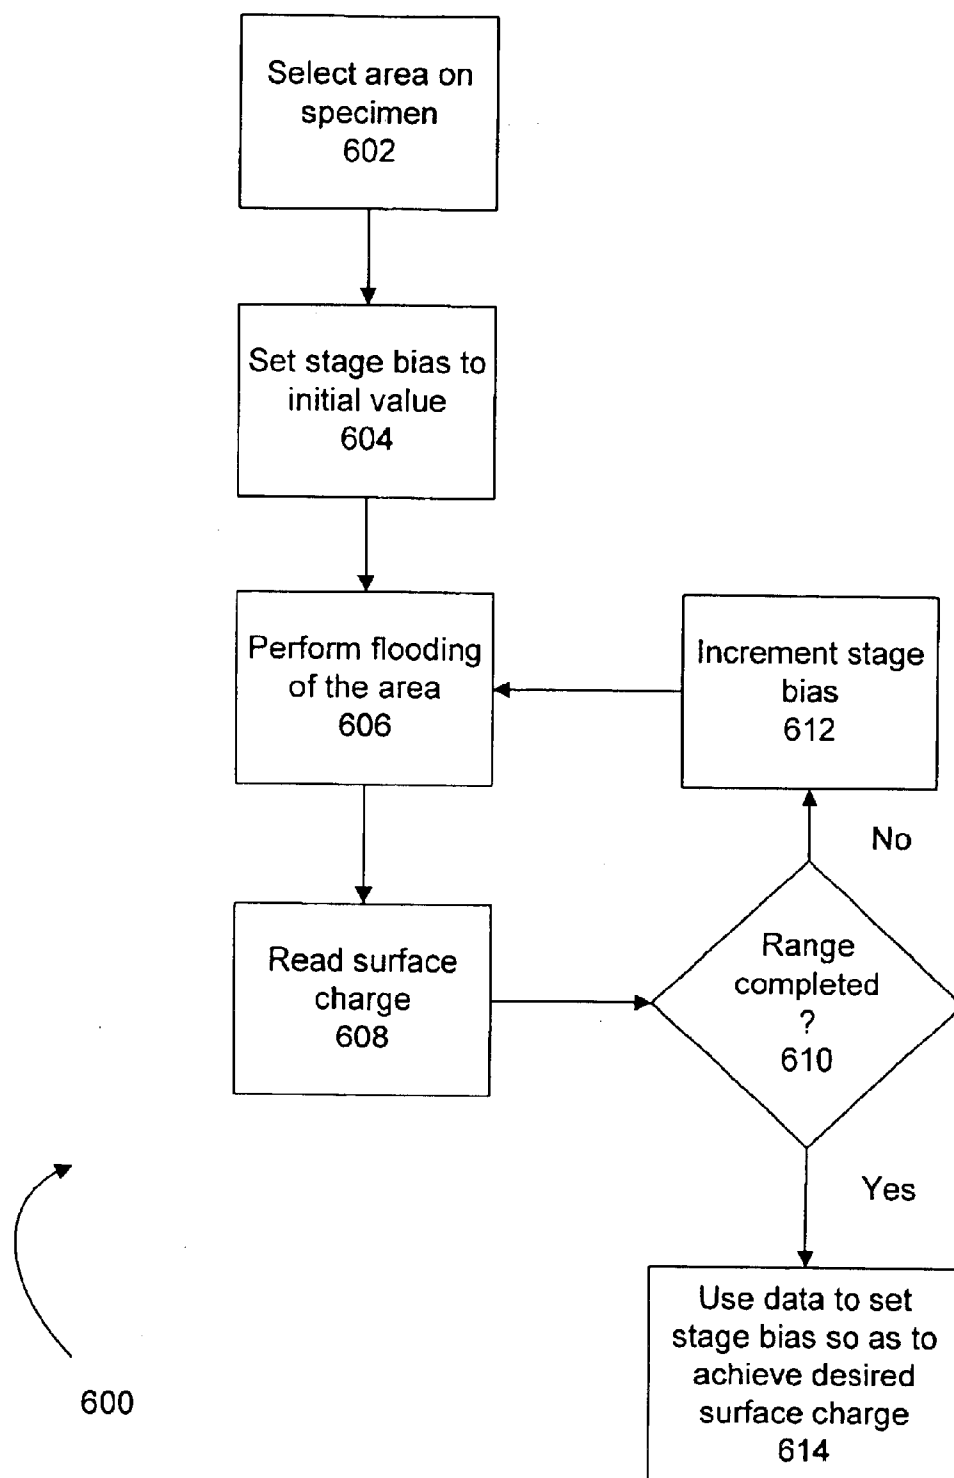 Select area on
specimen
602
Set stage bias to
initial value
604
Perform flooding
of the area
606
Increment stage
bias
612
No
Read surface
charge
608
Range
completed
?
610
Yes
Use data to set
stage bias so as to
achieve desired
surface charge
614
600